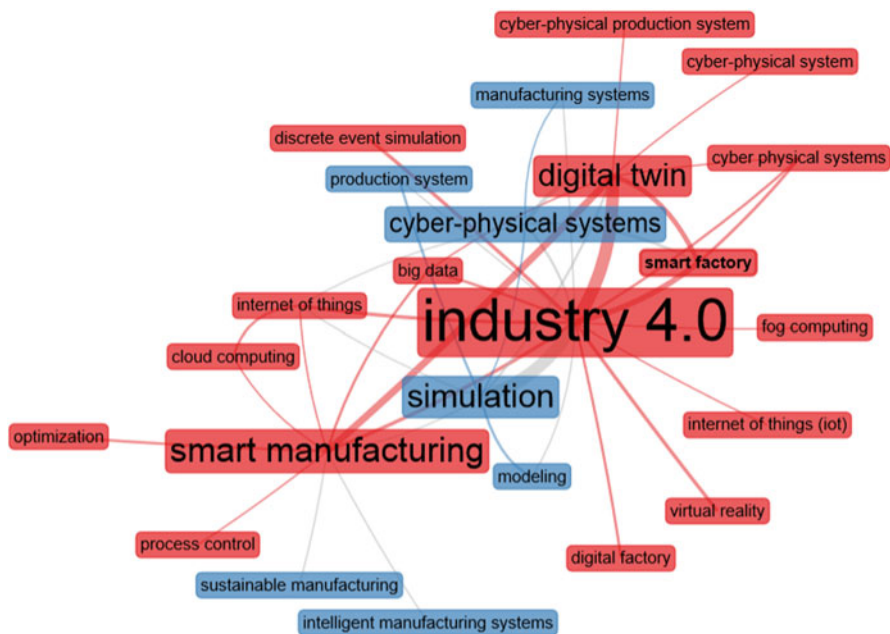 cyber-physical production system
cyber-physical system
manufacturing systems
discrete event simulation
cyber physical systems
production system
digital twin
cyber-physical systems
smart factory
big data
internet of things
industry 4.0
fog computing
cloud computing
simulation
internet of things (iot)
optimization
smart manufacturing
modeling
virtual reality
process control
digital factory
sustainable manufacturing
intelligent manufacturing systems